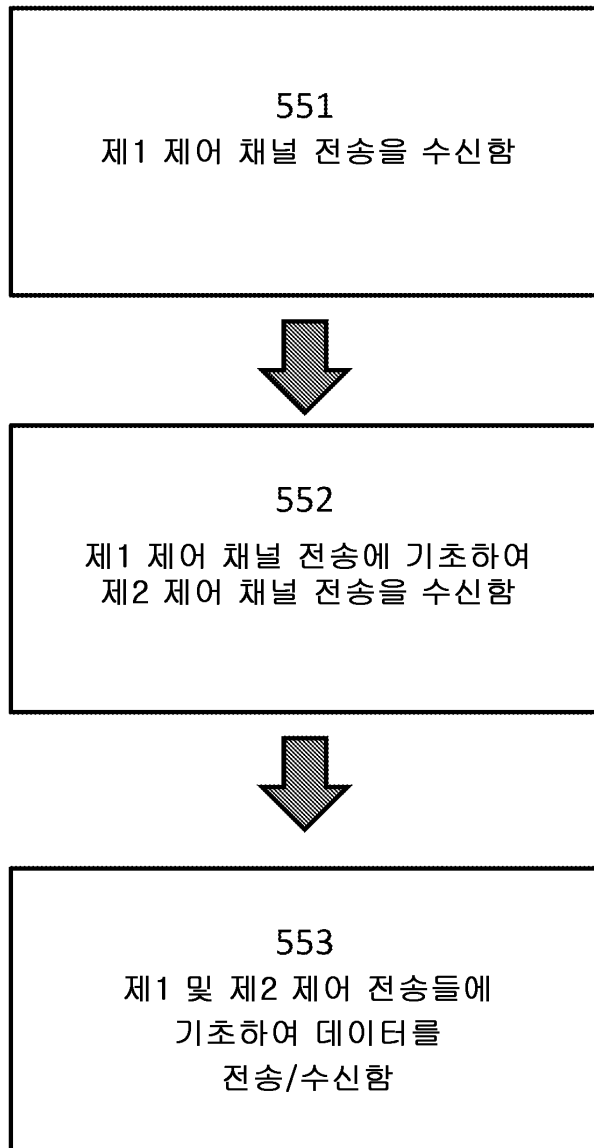 551
제1 제어 채널 전송을 수신함
552
제1 제어 채널 전송에 기초하여
제2 제어 채널 전송을 수신함
553
제1 및 제2 제어 전송들에
기초하여 데이터를
전송/수신함